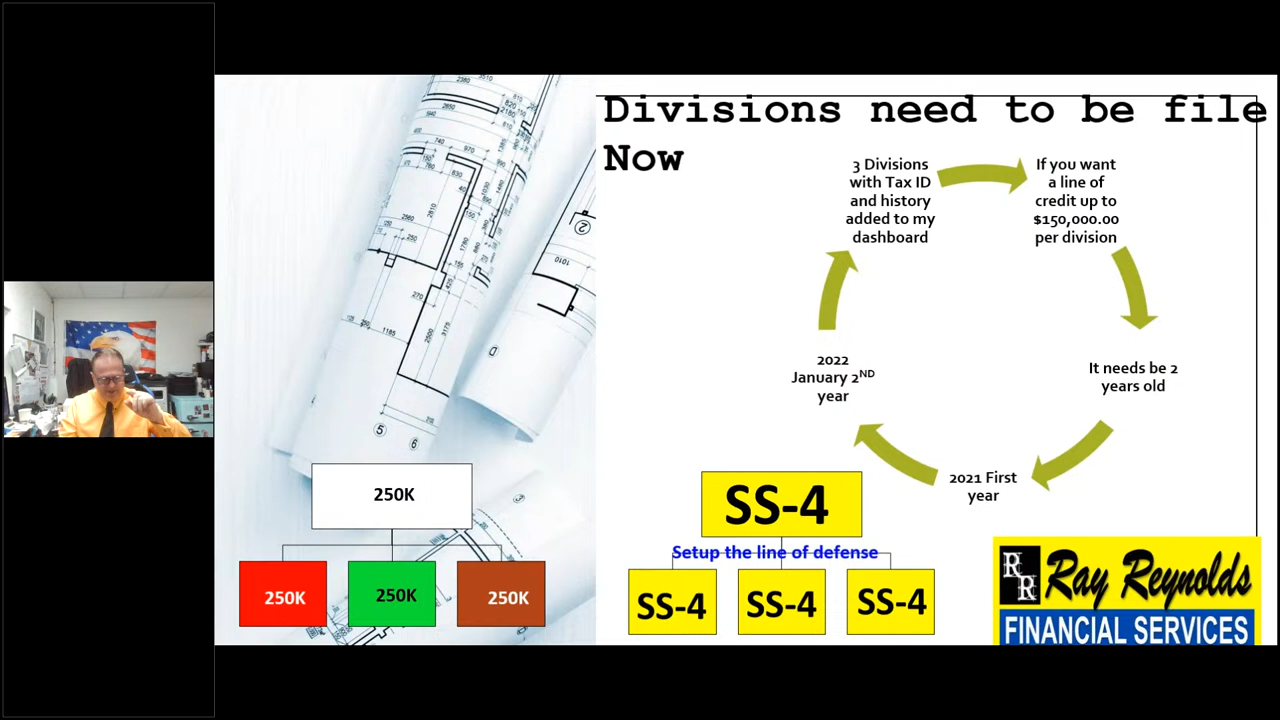 Divisions need to be file
Now
3 Divisions
with Tax ID
and history
added to my
dashboard
If you want
a line of
credit up to
$150,000.00
per division
It needs be 2
years old
2021 First
year
2022
January 2ND
year
250K
250K
250K
250K
SS-4
Setup the line of defense
SS-4
SS-4
SS-4
RR
Ray Reynolds
FINANCIAL SERVICES